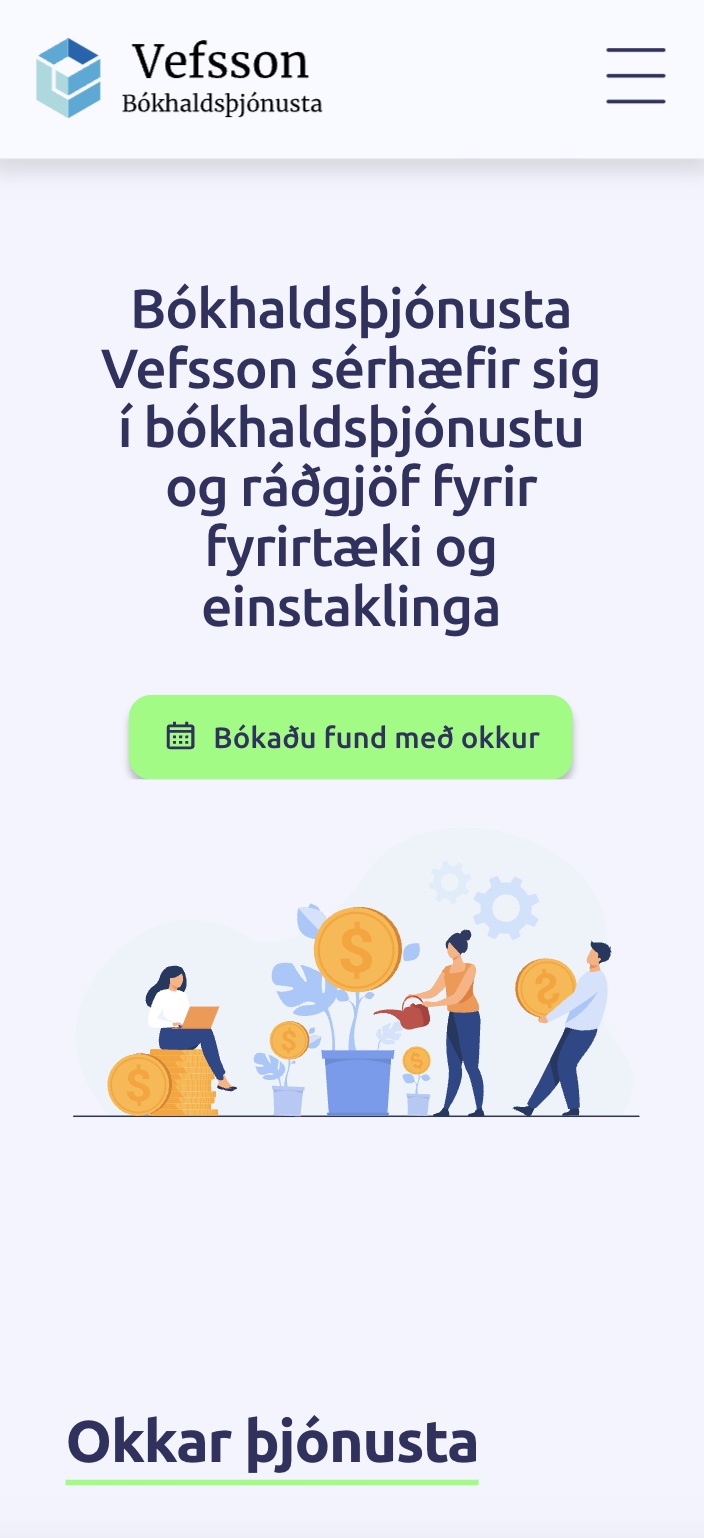 Vefsson
Bókhaldsþjónusta
Bókhaldsþjónusta
Vefsson sérhæfir sig
í bókhaldsþjónustu
og ráðgjöf fyrir
fyrirtæki og
einstaklinga
Bókaðu fund með okkur
$
$
$
$
$
Okkar þjónusta